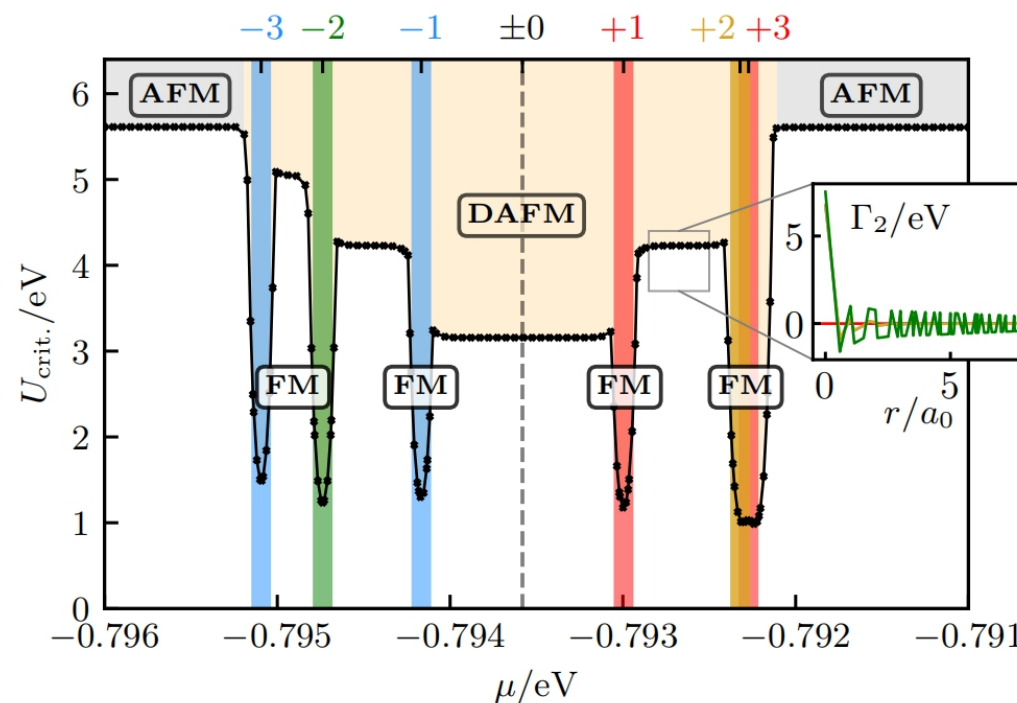 −3 −2 −1 ±0 +1 +2 +3
AFM AFM
DAFM
FM FM FM FM
U_crit./eV
6
5
4
3
2
1
0
−0.796 −0.795 −0.794 −0.793 −0.792 −0.791
μ/eV
Γ₂/eV
5
0
0 5
r/a₀